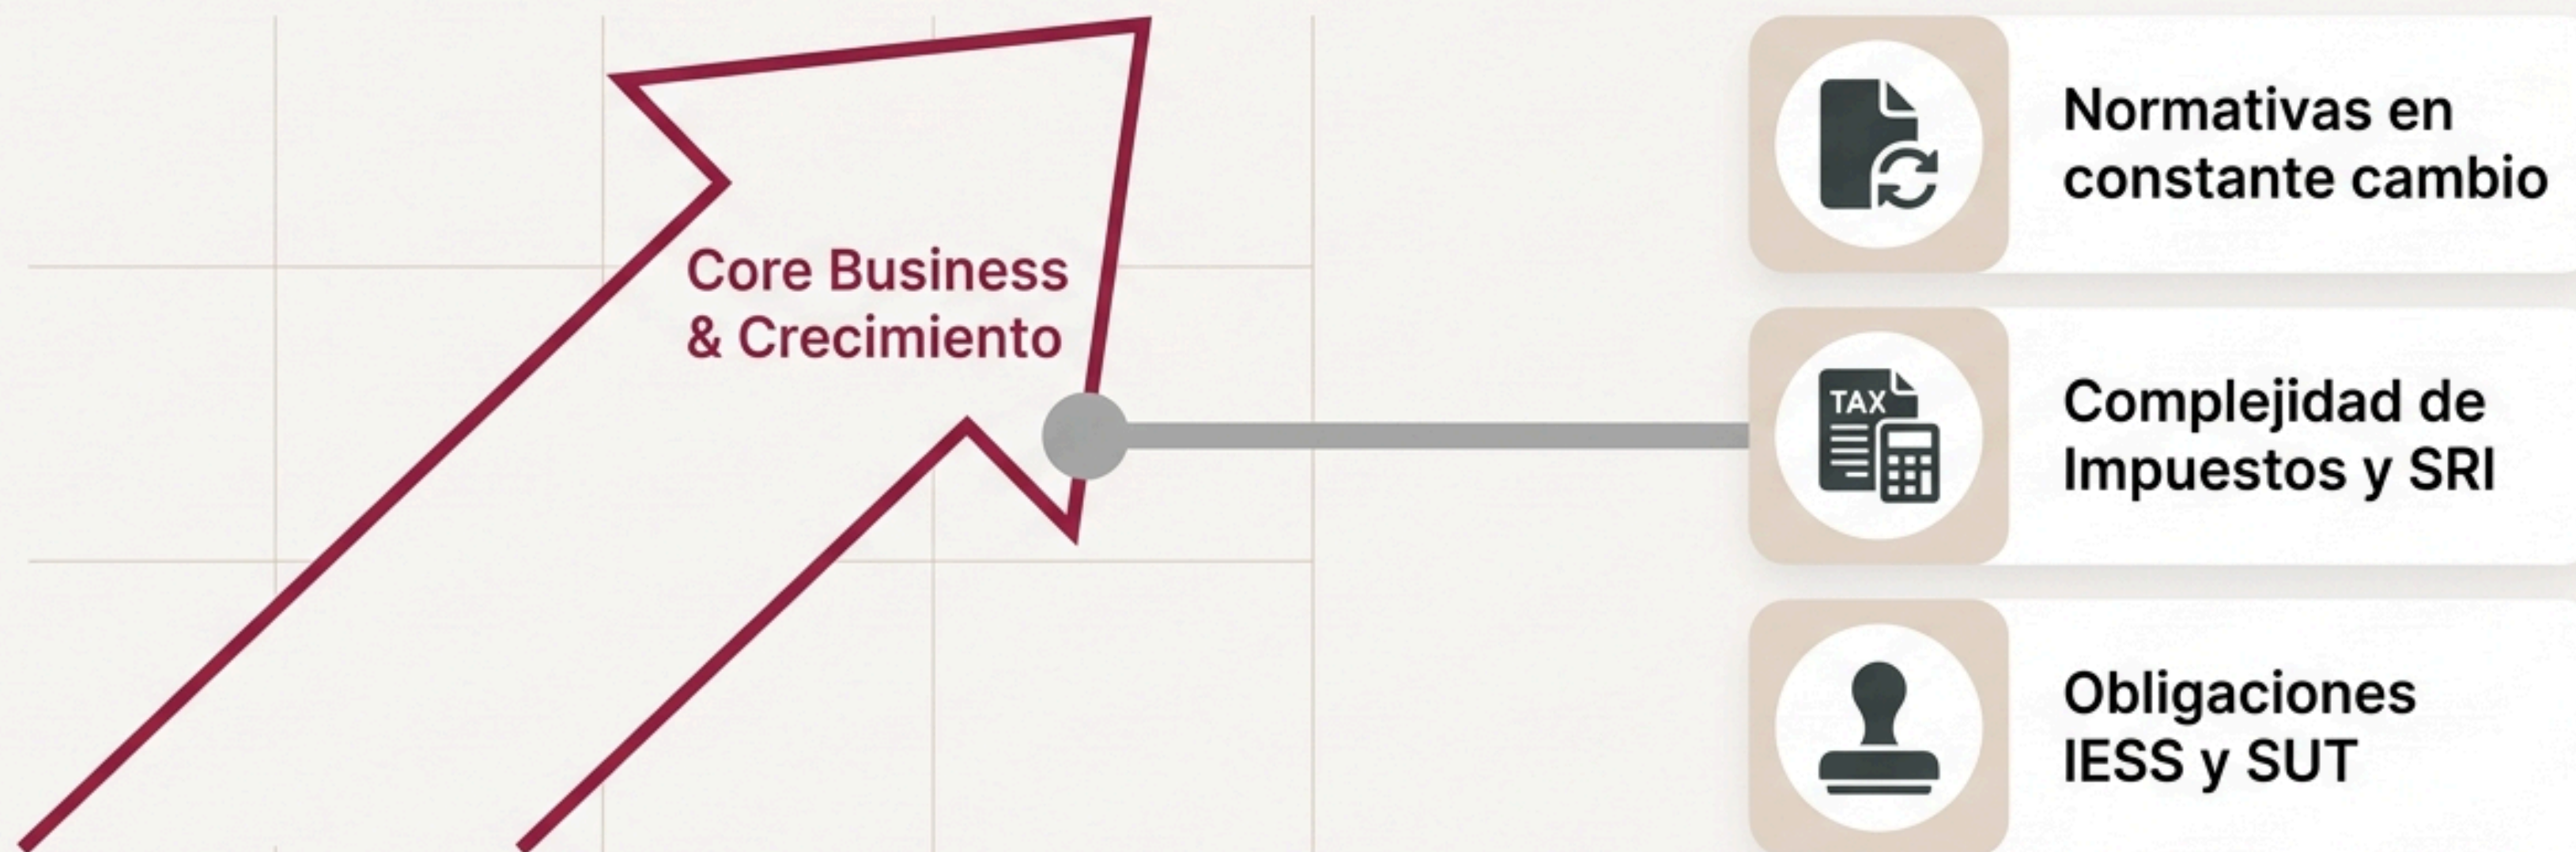 Core Business
& Crecimiento
Normativas en
constante cambio
TAX
Complejidad de
Impuestos y SRI
Obligaciones
IESS y SUT